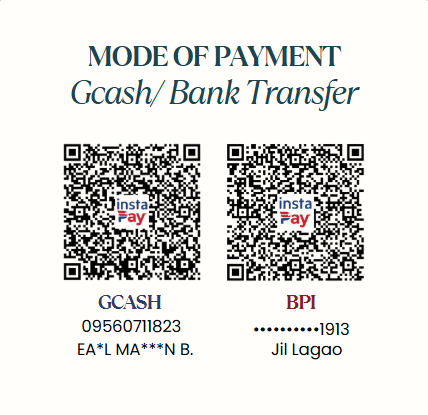 MODE OF PAYMENT
Gcash/ Bank Transfer
insta
Pay
insta
Pay
GCASH
09560711823
EA*L MA***N B.
BPI
••••••••••1913
Jil Lagao